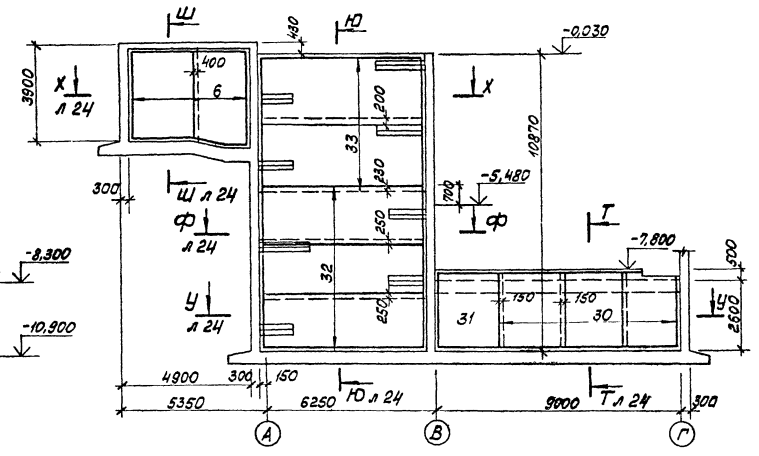 Ш
430
Ю
-0,030
3900
Х
л 24
400
6
200
Х
33
10870
300
Ш л 24
230
700
-5,480
Ф
л 24
250
Ф
Т
-8,300
-7,800
500
32
У
л 24
250
150
150
31
30
У
2600
-10,900
4900
300
150
Ю л 24
Т л 24
5350
6250
9000
300
А
В
Г